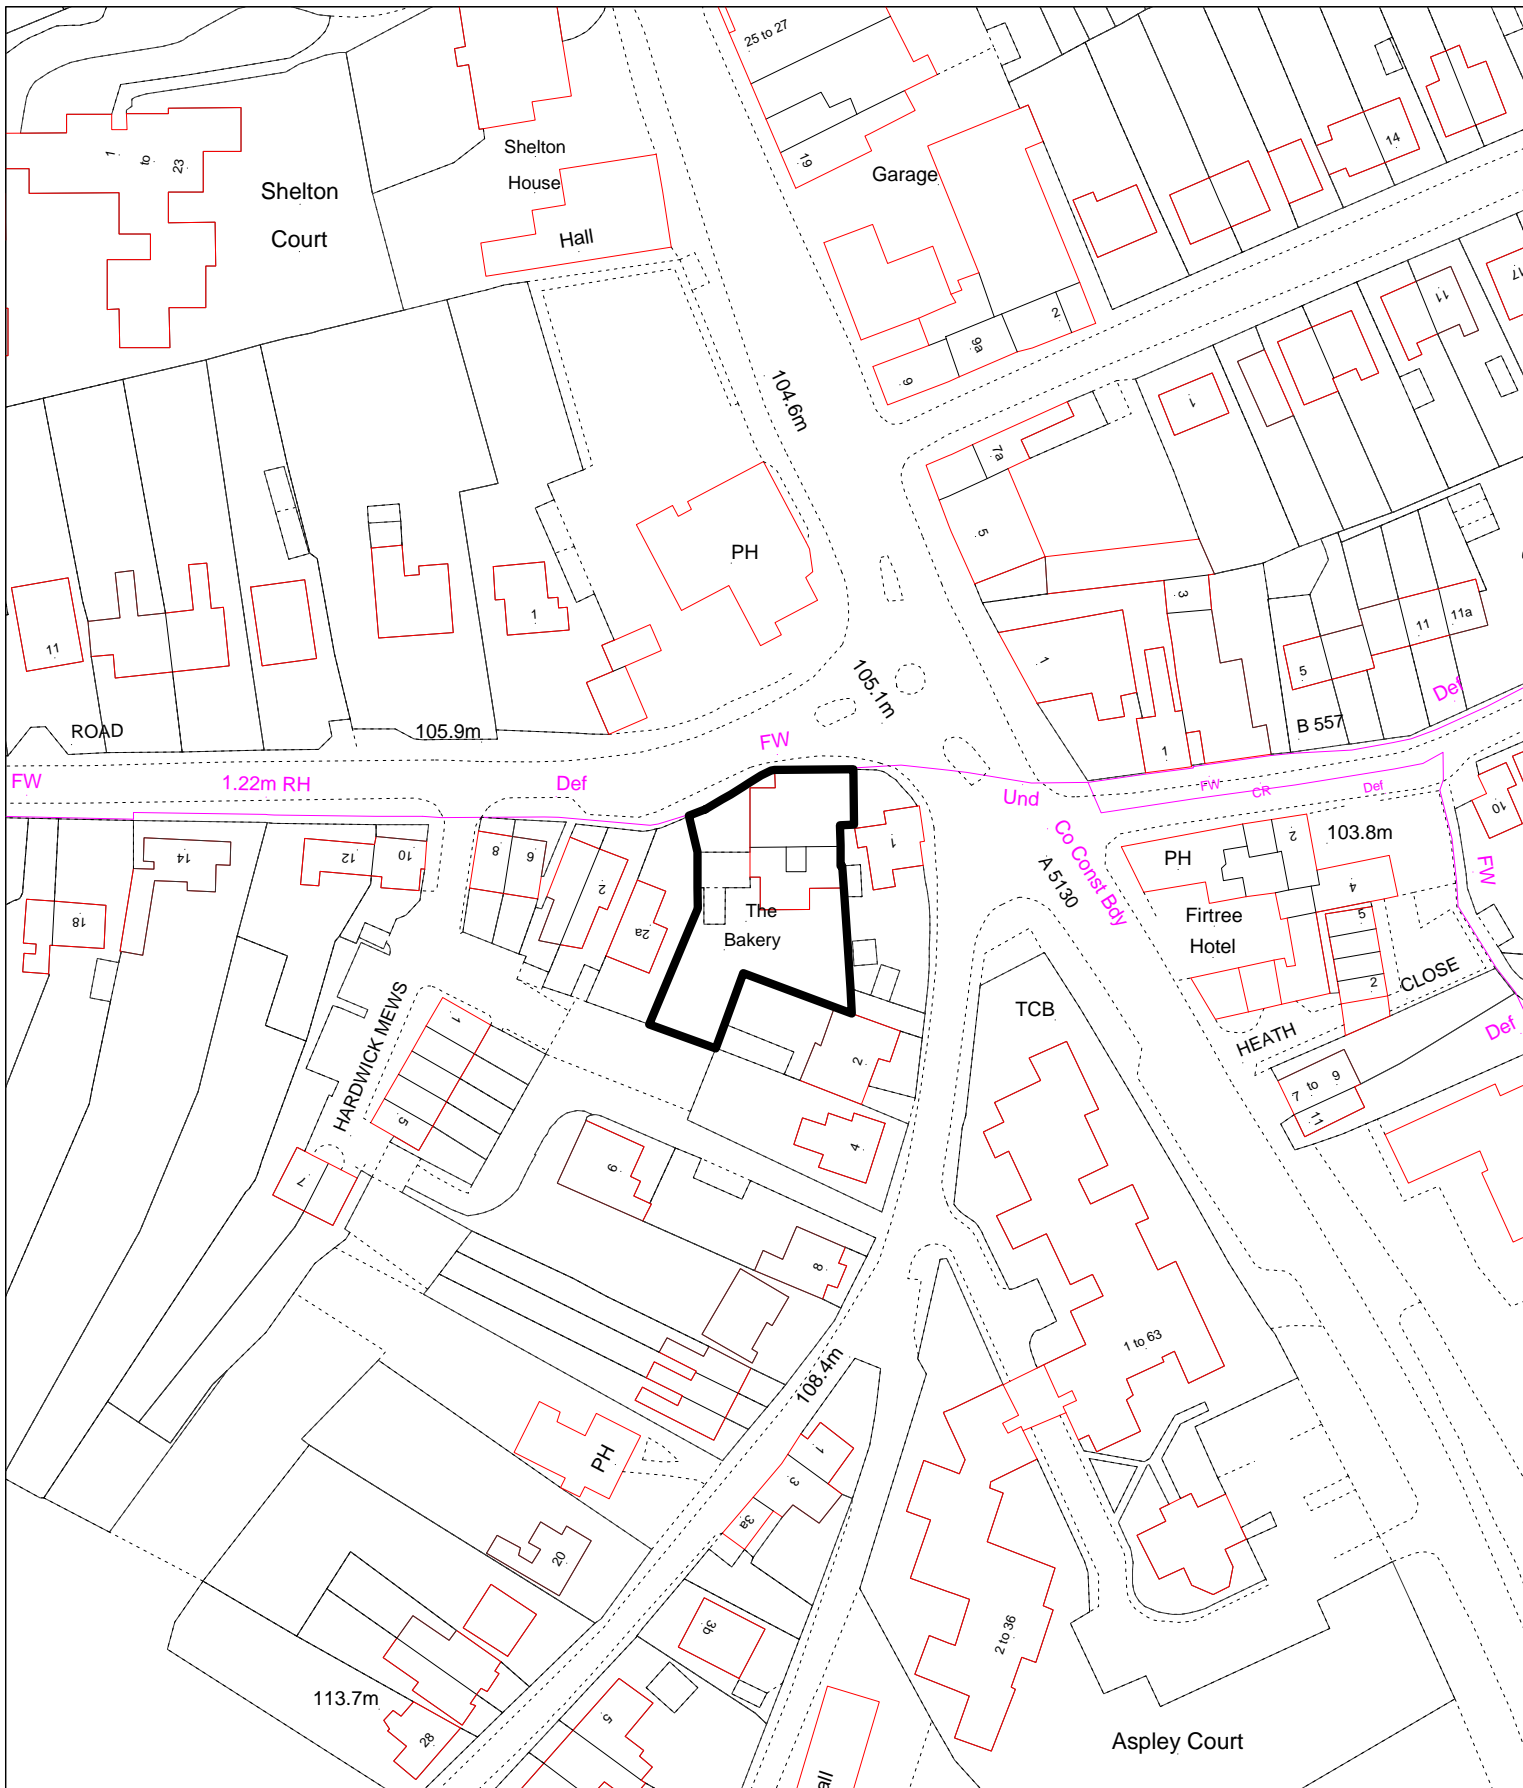 25 to 27
1
to
23
Shelton
Court
Shelton
House
Hall
19
Garage
14
2
9a
9
11
17
104.6m
1
7a
5
PH
3
1
11
11a
5
B 557
1
Def
11
1
105.1m
ROAD
105.9m
FW
FW
1.22m RH
Def
Und
FW
CR
Def
Co Const Bdy
A 5130
103.8m
PH
2
4
10
FW
14
12
10
8
6
2
2a
1
The
Bakery
18
Firtree
Hotel
5
2
CLOSE
HEATH
Def
TCB
HARDWICK MEWS
1
5
2
4
7 to 9
11
7
6
8
108.4m
1 to 63
PH
1
3
3a
20
3b
2 to 36
113.7m
28
5
Aspley Court
all